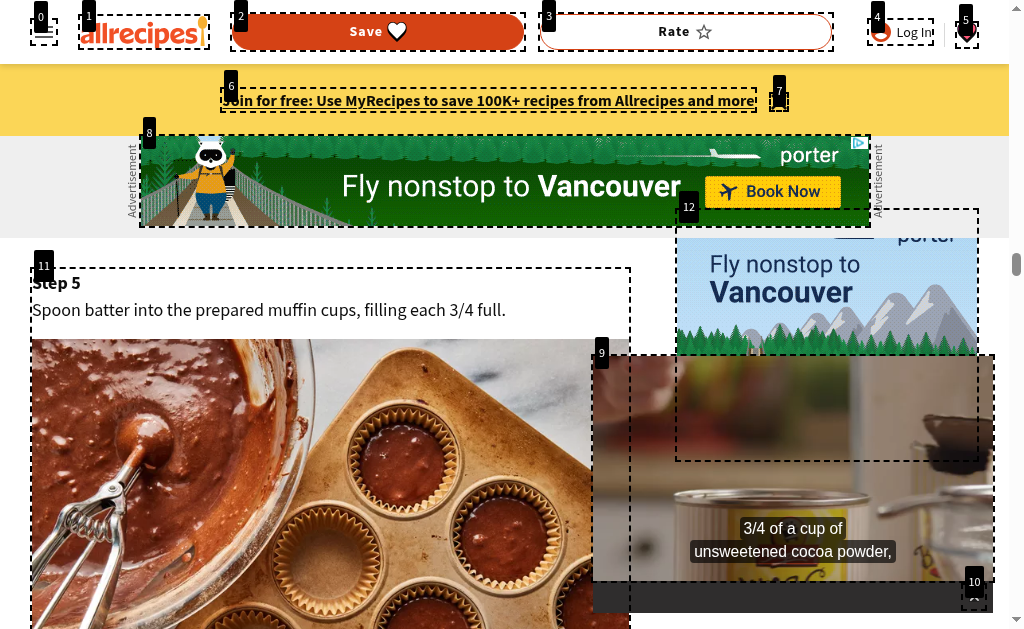 0
1
2
3
4
5
allrecipes
Save
Rate
Log In
6
7
Join for free: Use MyRecipes to save 100K+ recipes from Allrecipes and more
8
Advertisement
Fly nonstop to Vancouver
porter
Book Now
Advertisement
12
porter
Fly nonstop to
Vancouver
11
Step 5
Spoon batter into the prepared muffin cups, filling each 3/4 full.
9
3/4 of a cup of
unsweetened cocoa powder,
10